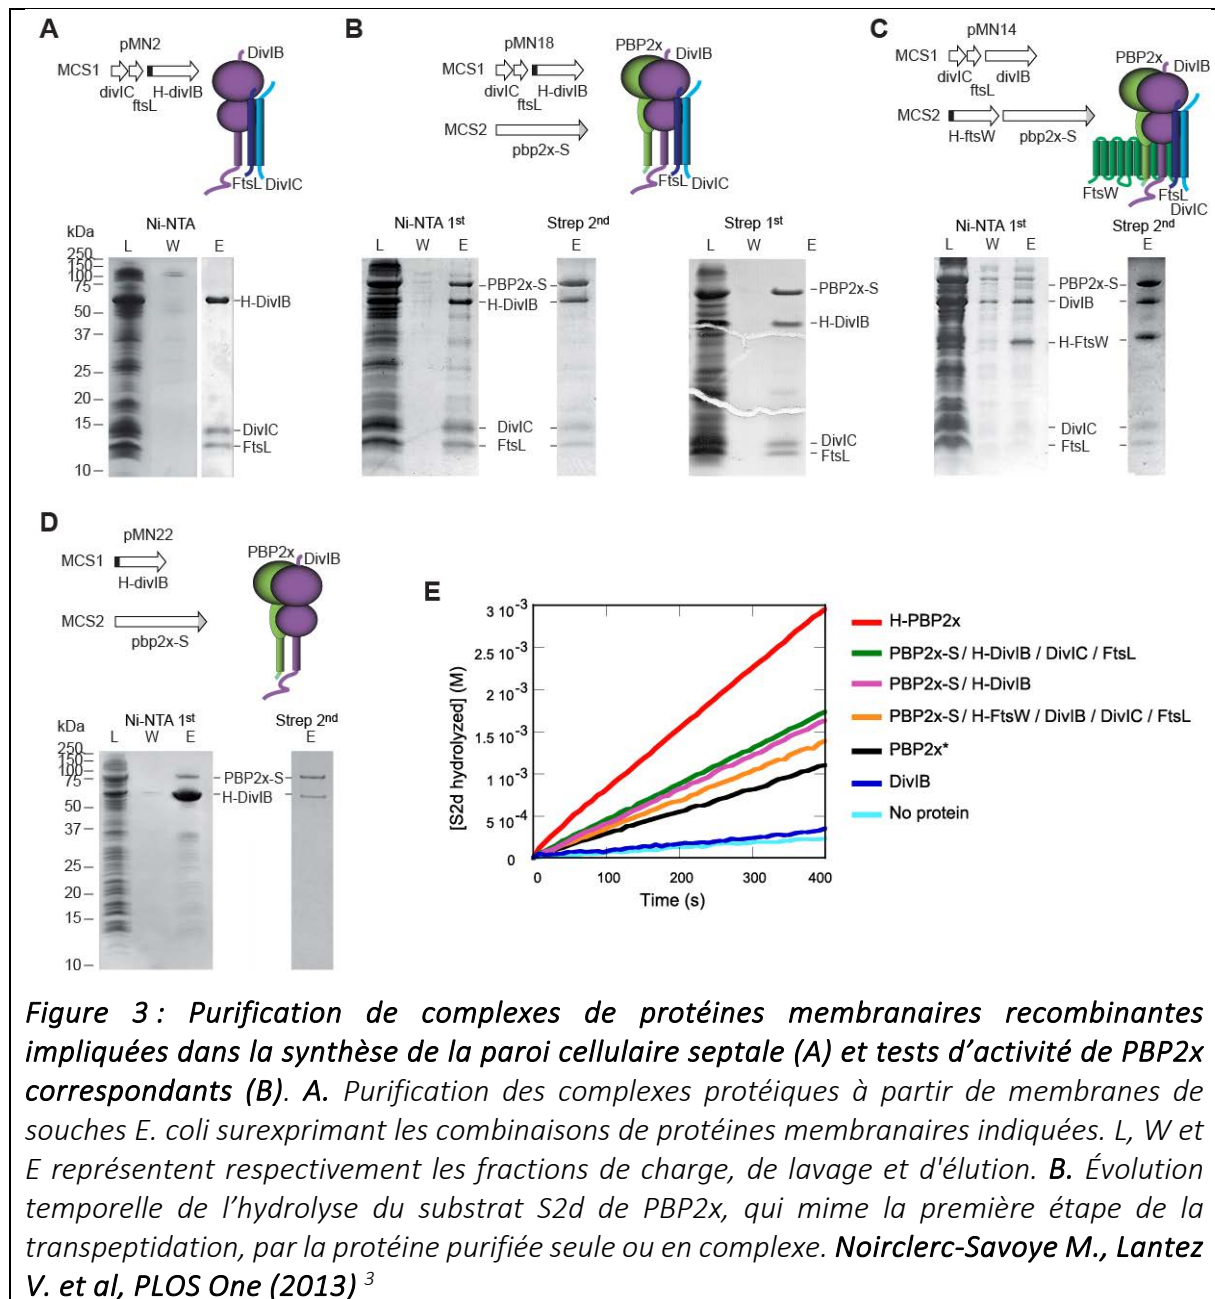 A
pMN2
MCS1
divIC
ftsL
H-divIB
DivIB
FtsL
DivIC
Ni-NTA
kDa
L W E
250
150
100
75
50
37
25
20
15
10
H-DivIB
DivIC
FtsL
B
pMN18
MCS1
divIC
ftsL
H-divIB
MCS2
pbp2x-S
PBP2x
DivIB
FtsL
DivIC
Ni-NTA 1st
L W E
Strep 2nd
E
PBP2x-S
H-DivIB
DivIC
FtsL
Strep 1st
L W E
PBP2x-S
H-DivIB
DivIC
FtsL
C
pMN14
MCS1
divIC
ftsL
divIB
MCS2
H-ftsW
pbp2x-S
PBP2x
DivIB
FtsW
FtsL
DivIC
Ni-NTA 1st
L W E
Strep 2nd
E
PBP2x-S
DivIB
H-FtsW
DivIC
FtsL
D
pMN22
MCS1
H-divIB
MCS2
pbp2x-S
PBP2x
DivIB
kDa
Ni-NTA 1st
L W E
Strep 2nd
E
250
150
100
75
50
37
25
20
15
10
PBP2x-S
H-DivIB
E
[S2d hydrolyzed] (M)
3 10-3
2.5 10-3
2 10-3
1.5 10-3
1 10-3
5 10-4
0
0 100 200 300 400
Time (s)
H-PBP2x
PBP2x-S / H-DivIB / DivIC / FtsL
PBP2x-S / H-DivIB
PBP2x-S / H-FtsW / DivIB / DivIC / FtsL
PBP2x*
DivIB
No protein
Figure 3 : Purification de complexes de protéines membranaires recombinantes
impliquées dans la synthèse de la paroi cellulaire septale (A) et tests d’activité de PBP2x
correspondants (B). A. Purification des complexes protéiques à partir de membranes de
souches E. coli surexprimant les combinaisons de protéines membranaires indiquées. L, W et
E représentent respectivement les fractions de charge, de lavage et d'élution. B. Évolution
temporelle de l’hydrolyse du substrat S2d de PBP2x, qui mime la première étape de la
transpeptidation, par la protéine purifiée seule ou en complexe. Noirclerc-Savoye M., Lantez
V. et al, PLOS One (2013) 3